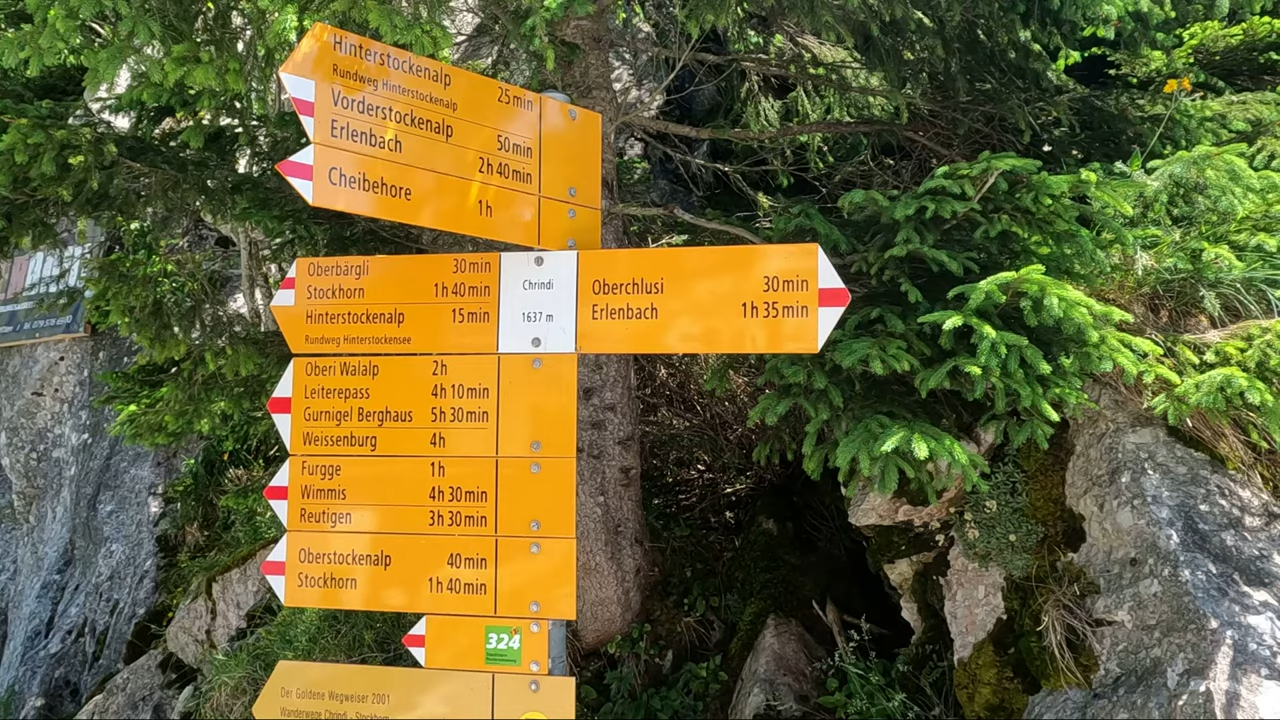 Hinterstockenalp 25 min
Rundweg Hinterstockenalp
Vorderstockenalp 50 min
Erlenbach 2 h 40 min
Cheibehore 1 h
Oberbärgli 30 min
Stockhorn 1 h 40 min
Hinterstockenalp 15 min
Rundweg Hinterstockensee
Chrindi
1637 m
Oberchlusi 30 min
Erlenbach 1 h 35 min
Oberi Walalp 2 h
Leiterepass 4 h 10 min
Gurnigel Berghaus 5 h 30 min
Weissenburg 4 h
Furgge 1 h
Wimmis 4 h 30 min
Reutigen 3 h 30 min
Oberstockenalp 40 min
Stockhorn 1 h 40 min
324
Der Goldene Wegweiser 2001
Wanderwege Chrindi - Stockhorn